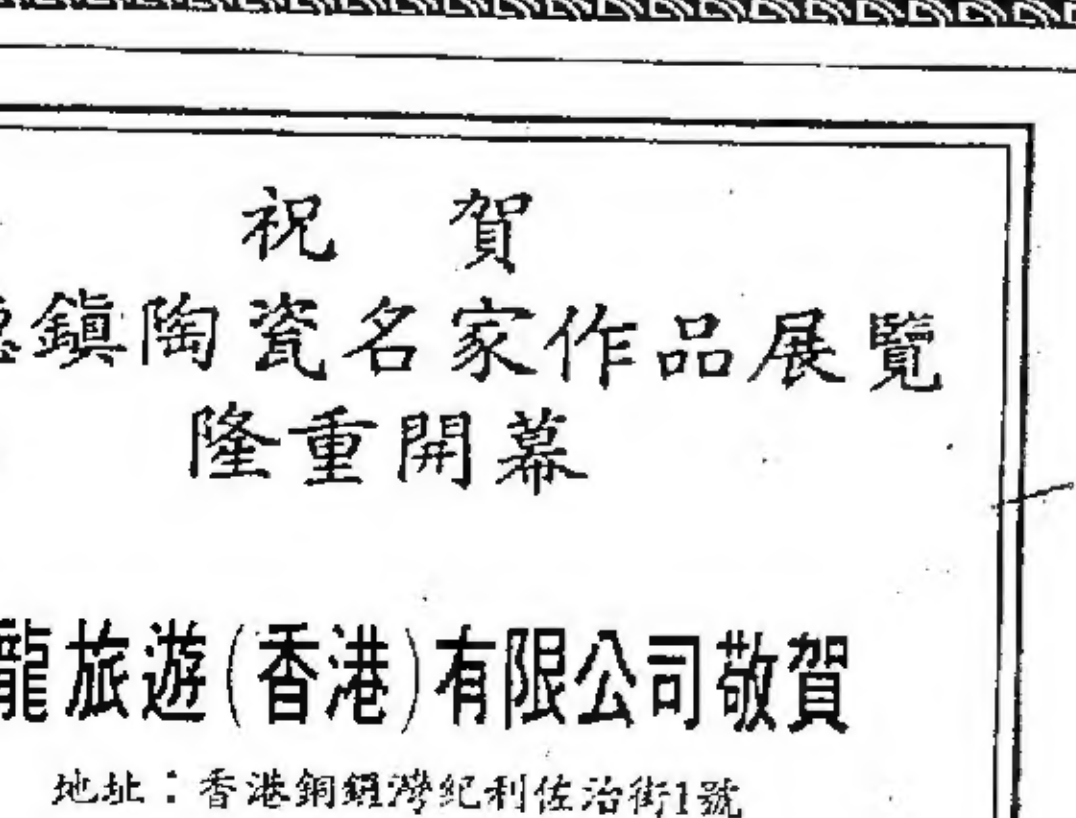 祝賀
德鎮陶瓷名家作品展覽
隆重開幕
龍旅遊(香港)有限公司敬賀
地址：香港銅鑼灣紀利佐治街1號